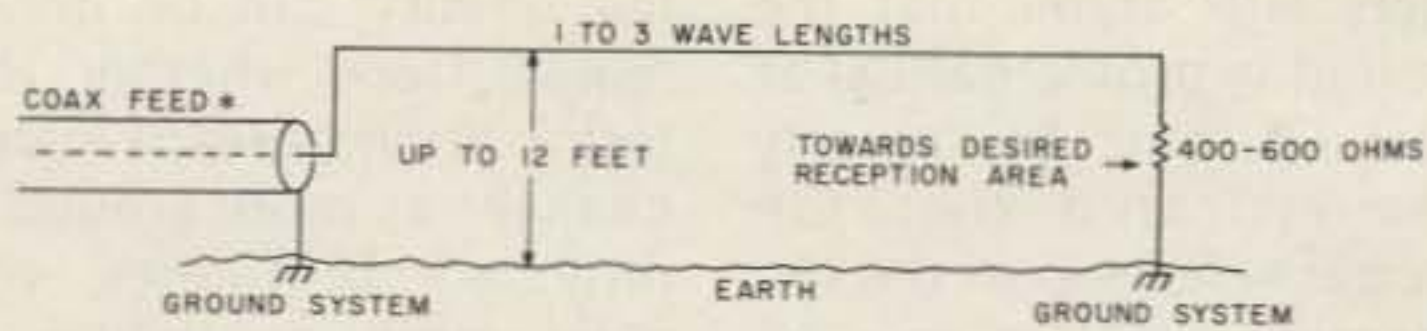 1 TO 3 WAVE LENGTHS
COAX FEED *
UP TO 12 FEET
TOWARDS DESIRED
RECEPTION AREA
400-600 OHMS
GROUND SYSTEM
EARTH
GROUND SYSTEM